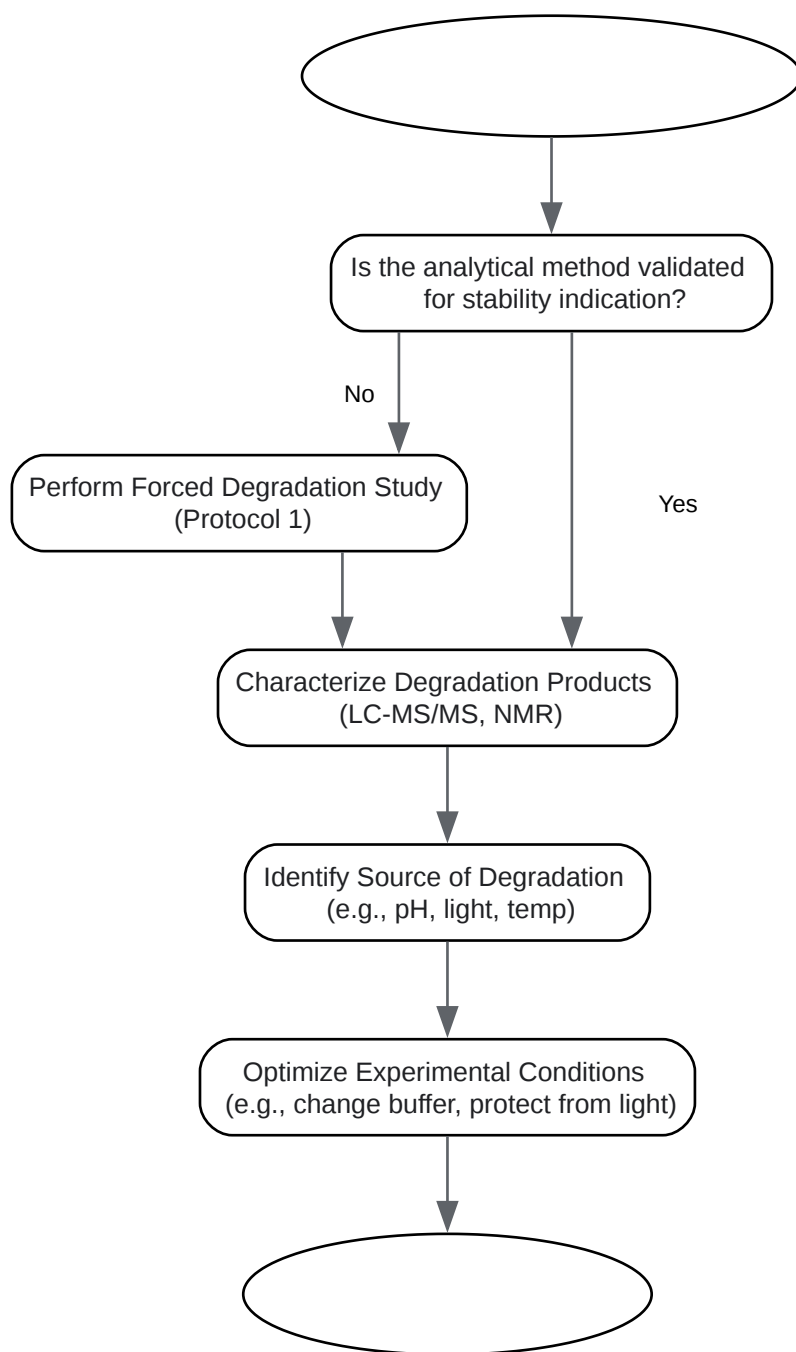 Is the analytical method validated
for stability indication?
No
Perform Forced Degradation Study
(Protocol 1)
Yes
Characterize Degradation Products
(LC-MS/MS, NMR)
Identify Source of Degradation
(e.g., pH, light, temp)
Optimize Experimental Conditions
(e.g., change buffer, protect from light)